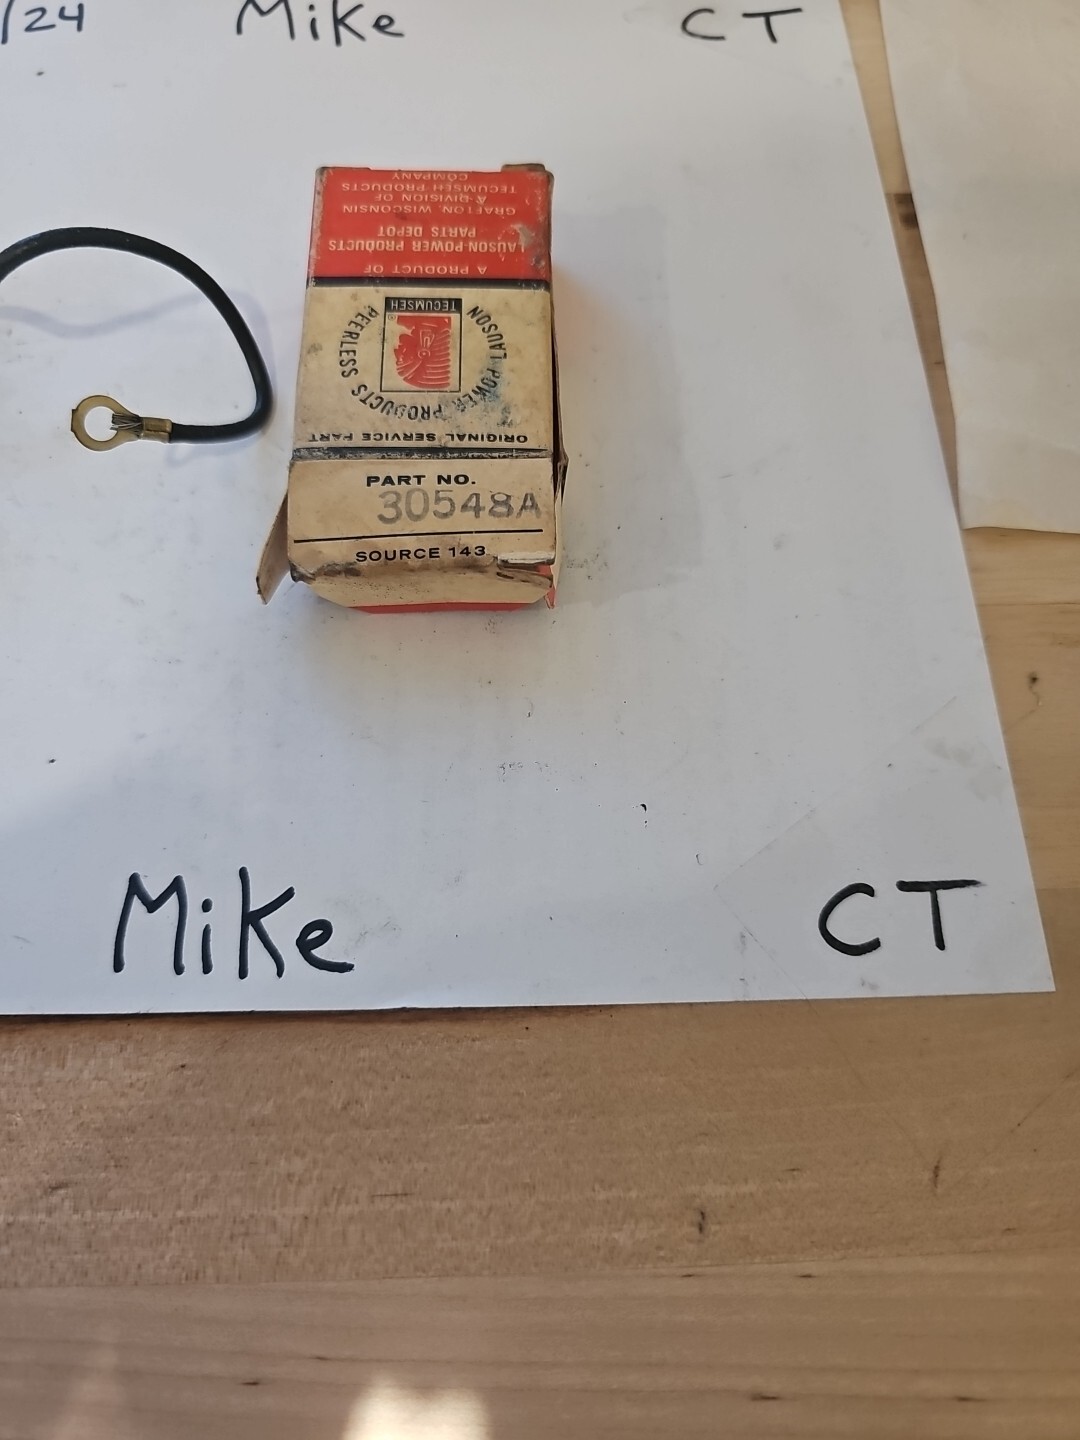 /24 Mike CT
COMPANY
TECUMSEH PRODUCTS
A DIVISION OF
GRAFTON, WISCONSIN
PARTS DEPOT
LAUSON POWER PRODUCTS
A PRODUCT OF
TECUMSEH
®
LAUSON POWER PRODUCTS PEERLESS
ORIGINAL SERVICE PART
PART NO.
30548A
SOURCE 143
Mike CT